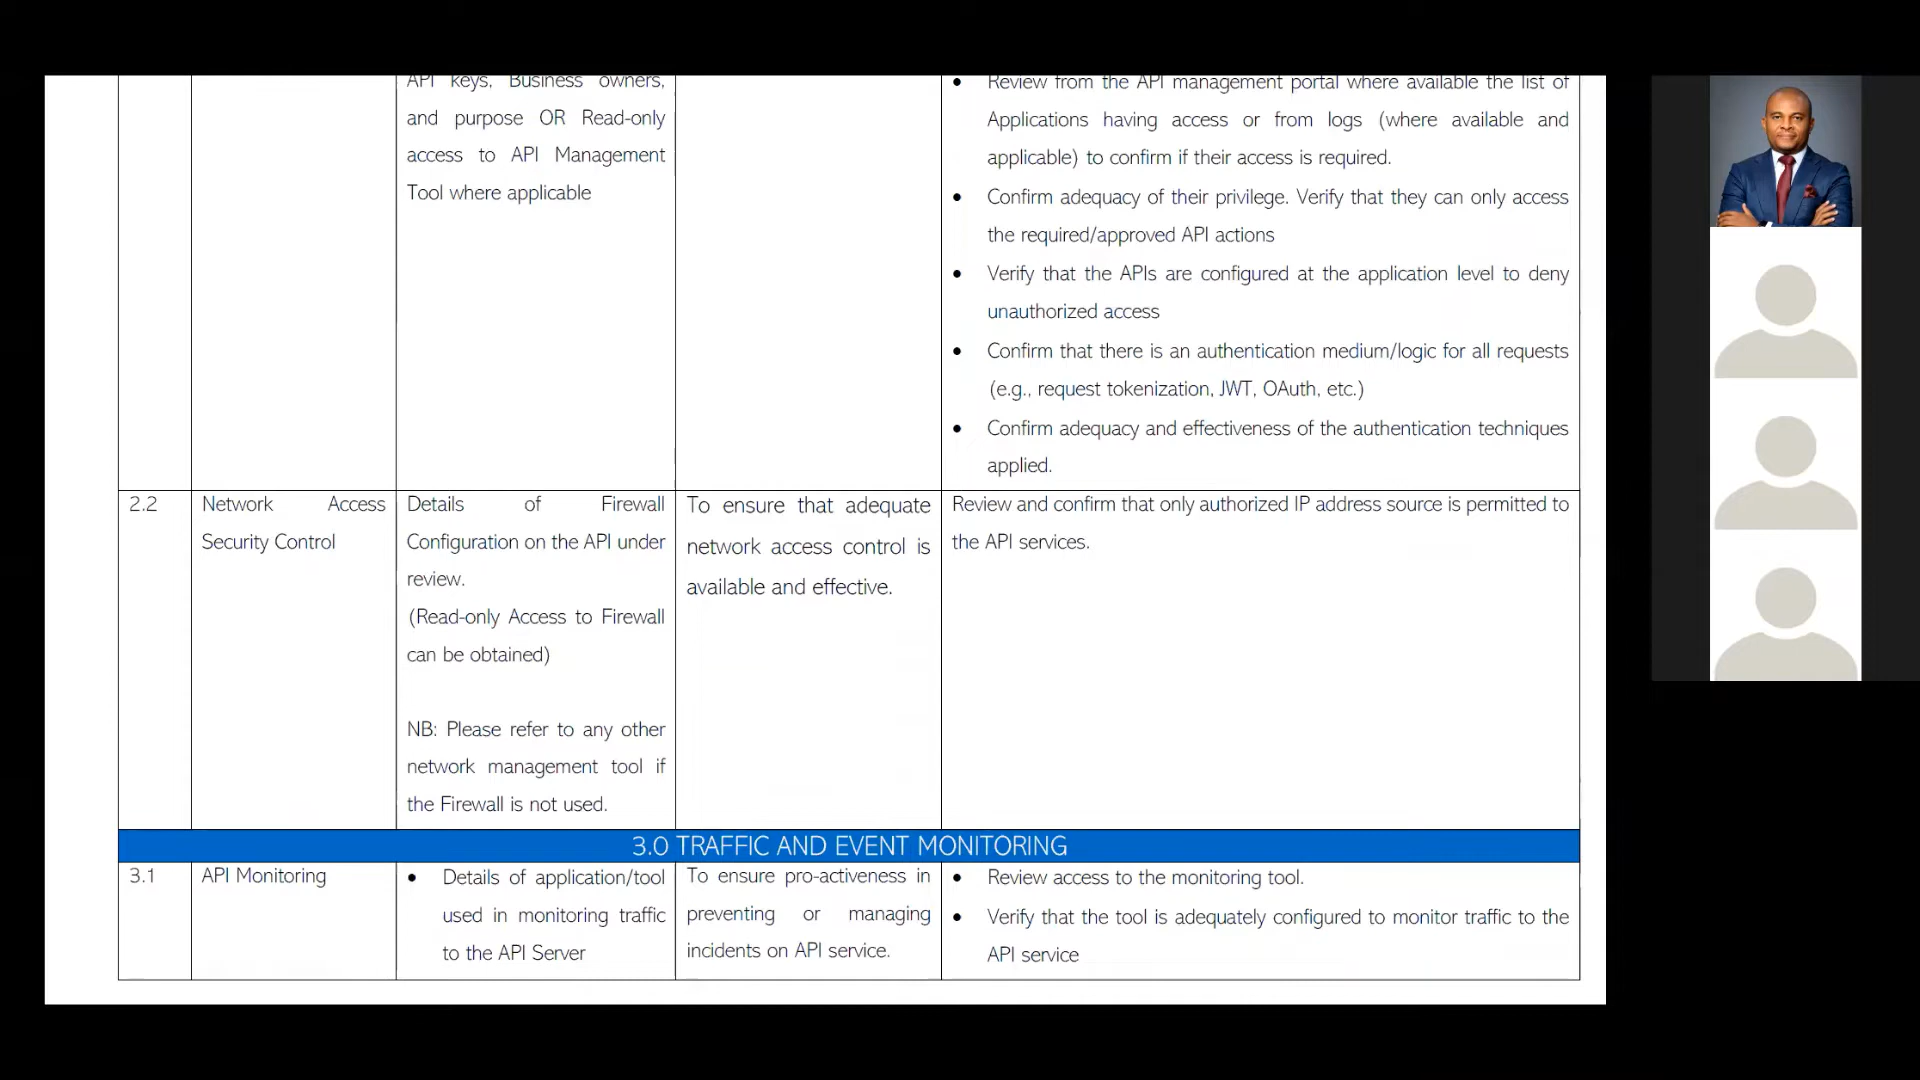 API keys, Business owners,
and purpose OR Read-only
access to API Management
Tool where applicable
• Review from the API management portal where available the list of
Applications having access or from logs (where available and
applicable) to confirm if their access is required.
• Confirm adequacy of their privilege. Verify that they can only access
the required/approved API actions
• Verify that the APIs are configured at the application level to deny
unauthorized access
• Confirm that there is an authentication medium/logic for all requests
(e.g., request tokenization, JWT, OAuth, etc.)
• Confirm adequacy and effectiveness of the authentication techniques
applied.
2.2
Network Access
Security Control
Details of Firewall
Configuration on the API under
review.
(Read-only Access to Firewall
can be obtained)
NB: Please refer to any other
network management tool if
the Firewall is not used.
To ensure that adequate
network access control is
available and effective.
Review and confirm that only authorized IP address source is permitted to
the API services.
3.0 TRAFFIC AND EVENT MONITORING
3.1
API Monitoring
• Details of application/tool
used in monitoring traffic
to the API Server
To ensure pro-activeness in
preventing or managing
incidents on API service.
• Review access to the monitoring tool.
• Verify that the tool is adequately configured to monitor traffic to the
API service